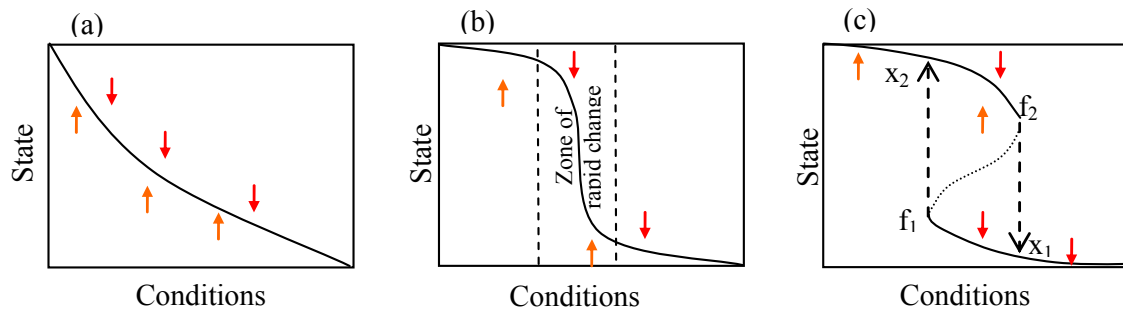 (a)
State
Conditions
(b)
State
Zone of
rapid change
Conditions
(c)
State
x₂
f₂
f₁
x₁
Conditions